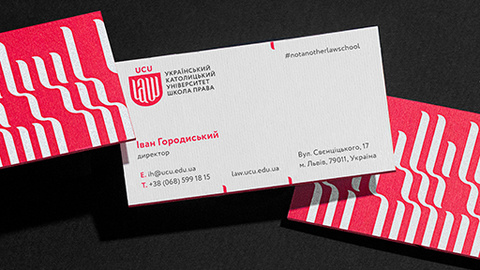 UCU
LAW
УКРАЇНСЬКИЙ
КАТОЛИЦЬКИЙ
УНІВЕРСИТЕТ
ШКОЛА ПРАВА
#notanotherlawschool
Іван Городиський
директор
E. ih@ucu.edu.ua
T. +38 (068) 599 18 15
law.ucu.edu.ua
Вул. Свєнціцького, 17
м. Львів, 79011, Україна